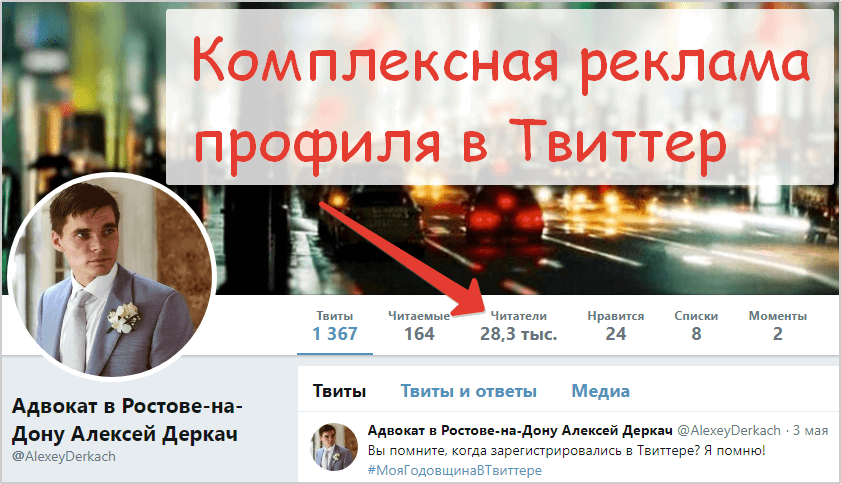 Комплексная реклама
профиля в Твиттер
Твиты Читаемые Читатели Нравится Списки Моменты
1 367 164 28,3 тыс. 24 8 2
Адвокат в Ростове-на-
Дону Алексей Деркач
@AlexeyDerkach
Твиты Твиты и ответы Медиа
Адвокат в Ростове-на-Дону Алексей Деркач @AlexeyDerkach · 3 мая
Вы помните, когда зарегистрировались в Твиттере? Я помню!
#МояГодовщинаВТвиттере